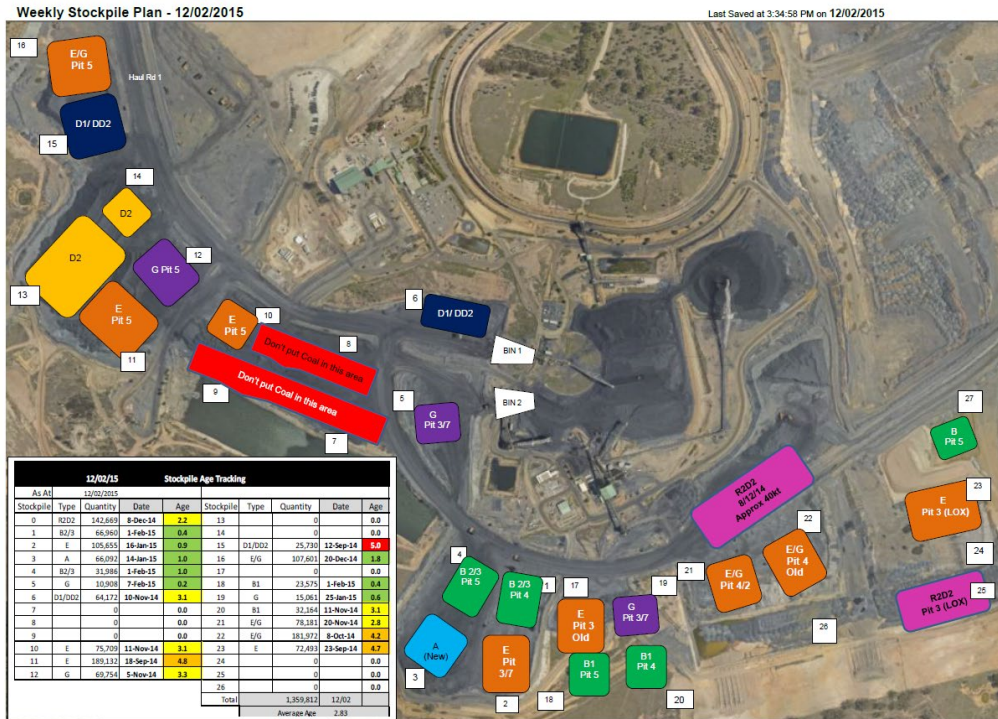 Weekly Stockpile Plan - 12/02/2015
Last Saved at 3:34:58 PM on 12/02/2015
16
E/G
Pit 5
Haul Rd 1
D1/ DD2
15
14
D2
D2
13
12
G Pit 5
E
Pit 5
11
E
Pit 5
10
8
Don't put Coal in this area
Don't put Coal in this area
9
7
6
D1/ DD2
BIN 1
BIN 2
5
G
Pit 3/7
27
B
Pit 5
R2D2
8/12/14
Approx 40kt
23
E
Pit 3 (LOX)
22
E/G
Pit 4
Old
21
E/G
Pit 4/2
24
R2D2
Pit 3 (LOX)
25
26
4
B 2/3
Pit 5
B 2/3
Pit 4
1
17
E
Pit 3
Old
19
G
Pit 3/7
A
(New)
3
E
Pit
3/7
2
B1
Pit 5
18
B1
Pit 4
20
12/02/15 Stockpile Age Tracking
As At 12/02/2015
Stockpile Type Quantity Date Age Stockpile Type Quantity Date Age
0 R2D2 142,669 8-Dec-14 2.2 13 0 0.0
1 B2/3 66,960 1-Feb-15 0.4 14 0 0.0
2 E 105,655 16-Jan-15 0.9 15 D1/DD2 25,730 12-Sep-14 5.0
3 A 66,092 14-Jan-15 1.0 16 E/G 107,601 20-Dec-14 1.8
4 B2/3 31,986 1-Feb-15 1.0 17 0 0.0
5 G 10,908 7-Feb-15 0.2 18 B1 23,575 1-Feb-15 0.4
6 D1/DD2 64,172 10-Nov-14 3.1 19 G 15,061 25-Jan-15 0.6
7 0 0.0 20 B1 32,164 11-Nov-14 3.1
8 0 0.0 21 E/G 78,181 20-Nov-14 2.8
9 0 0.0 22 E/G 181,972 8-Oct-14 4.2
10 E 75,709 11-Nov-14 3.1 23 E 72,493 23-Sep-14 4.7
11 E 189,132 18-Sep-14 4.8 24 0 0.0
12 G 69,754 5-Nov-14 3.3 25 0 0.0
26 0 0.0
Total 1,359,812 12/02
Average Age 2.83